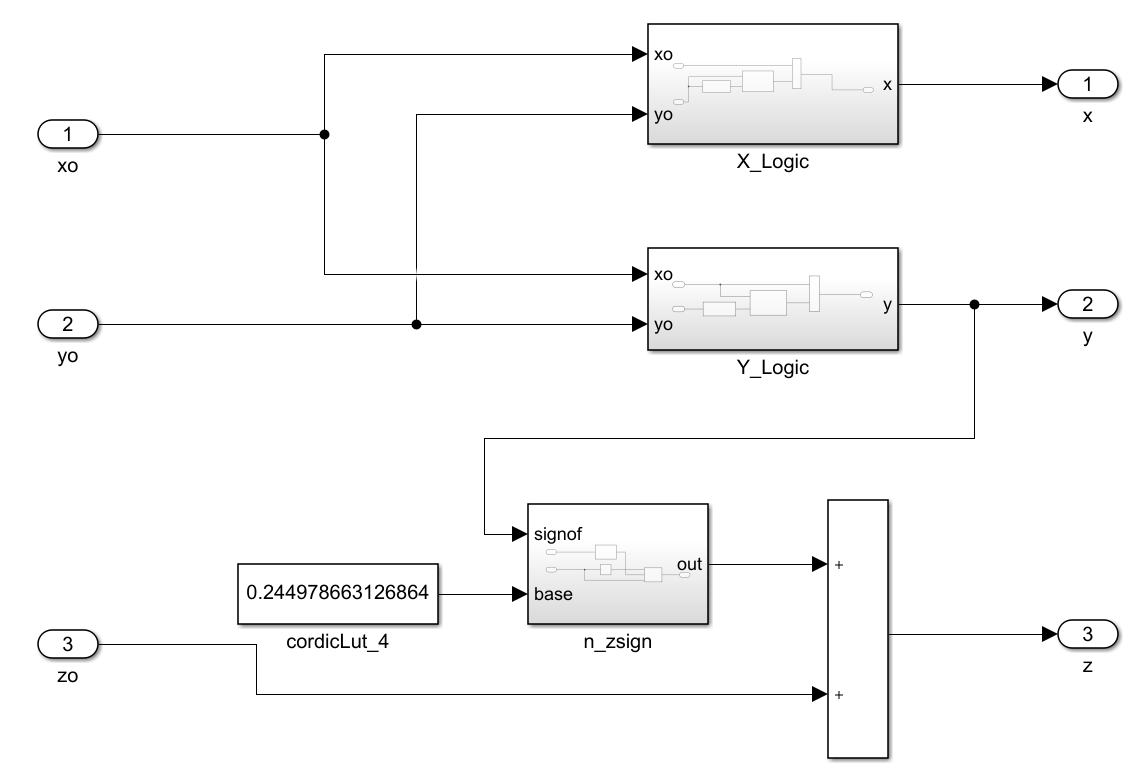 xo
yo
x
X_Logic
1
x
1
xo
xo
yo
y
Y_Logic
2
y
2
yo
signof
base
out
n_zsign
0.244978663126864
cordicLut_4
3
zo
+
+
3
z